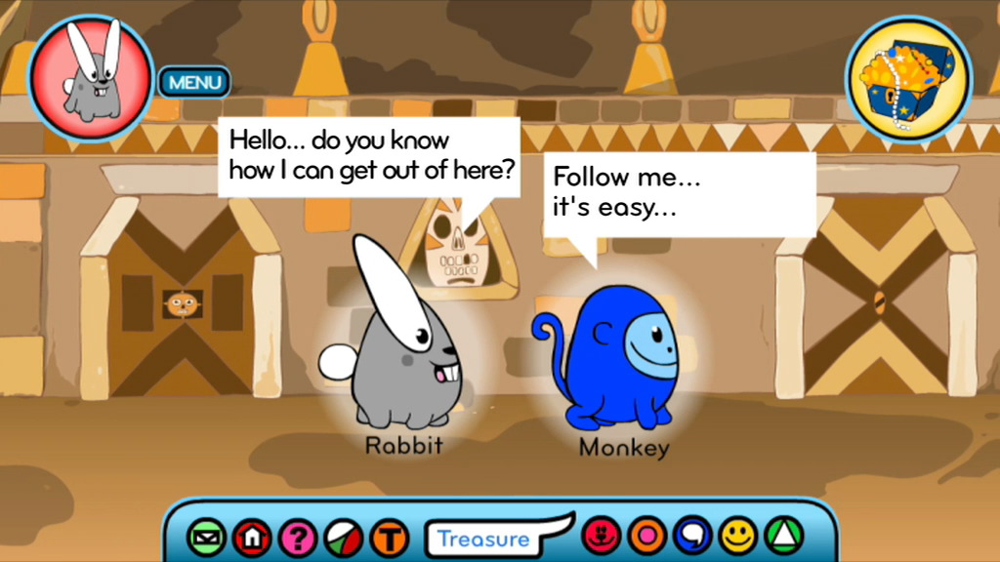 MENU
Hello... do you know
how I can get out of here?
Follow me...
it's easy...
Rabbit
Monkey
?
T
Treasure